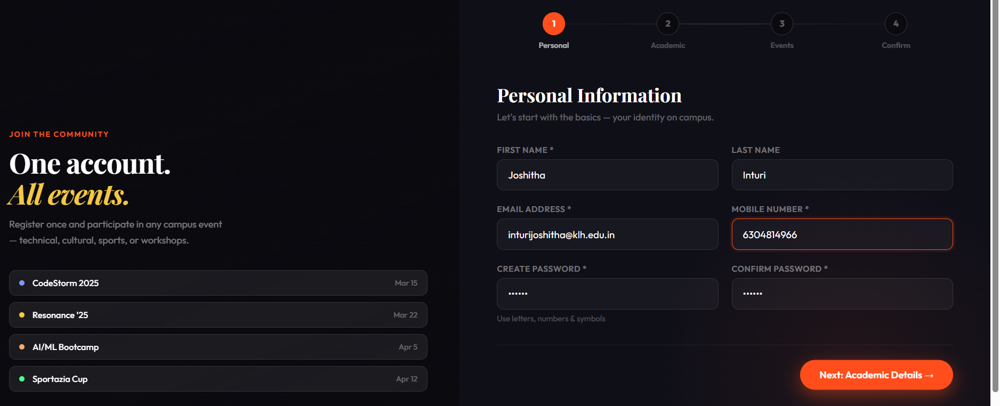 JOIN THE COMMUNITY
One account.
All events.
Register once and participate in any campus event
— technical, cultural, sports, or workshops.
CodeStorm 2025 Mar 15
Resonance '25 Mar 22
AI/ML Bootcamp Apr 5
Sportazia Cup Apr 12
1 2 3 4
Personal Academic Events Confirm
Personal Information
Let's start with the basics — your identity on campus.
FIRST NAME * LAST NAME
Joshitha Inturi
EMAIL ADDRESS * MOBILE NUMBER *
inturijoshitha@klh.edu.in 6304814966
CREATE PASSWORD * CONFIRM PASSWORD *
•••••• ••••••
Use letters, numbers & symbols
Next: Academic Details →